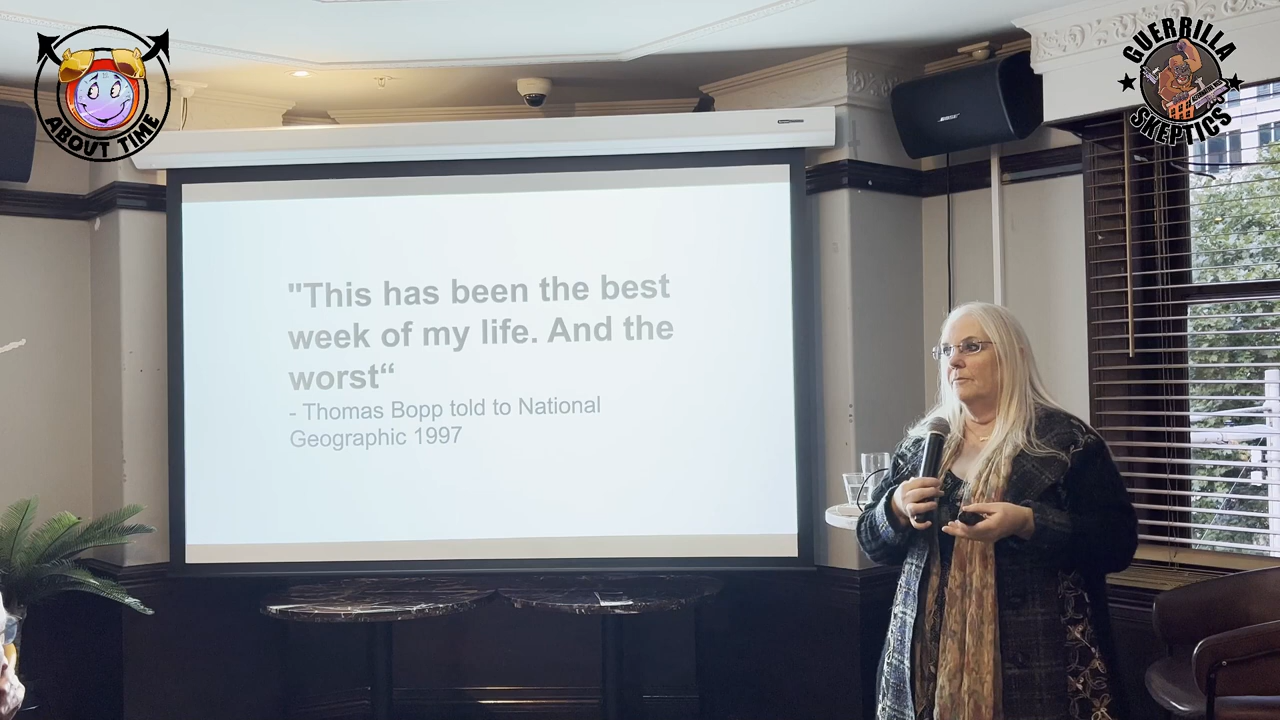 ABOUT TIME
GUERRILLA
SKEPTICS
BOSE
"This has been the best
week of my life. And the
worst“
- Thomas Bopp told to National
Geographic 1997